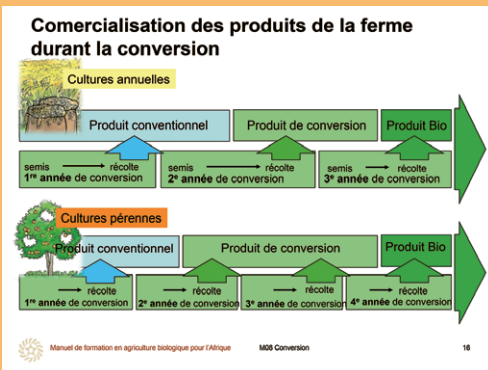 Comercialisation des produits de la ferme
durant la conversion
Cultures annuelles
Produit conventionnel
Produit de conversion
Produit Bio
semis récolte
1re année de conversion
semis récolte
2e année de conversion
semis récolte
3e année de conversion
Cultures pérennes
Produit conventionnel
Produit de conversion
Produit Bio
récolte
1re année de conversion
récolte
2e année de conversion
récolte
3e année de conversion
récolte
4e année de conversion
Manuel de formation en agriculture biologique pour l'Afrique
M08 Conversion
16